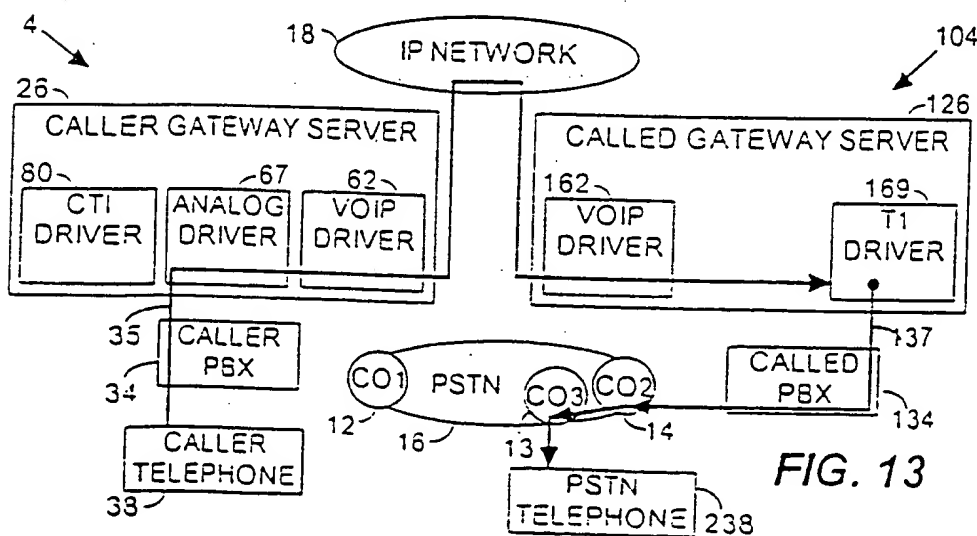 4
18
IP NETWORK
104
26
CALLER GATEWAY SERVER
80
CTI
DRIVER
67
ANALOG
DRIVER
62
VOIP
DRIVER
126
CALLED GATEWAY SERVER
162
VOIP
DRIVER
169
T1
DRIVER
35
CALLER
PBX
34
CALLER
TELEPHONE
38
CO1
PSTN
CO3
CO2
12
16
13
14
137
CALLED
PBX
134
PSTN
TELEPHONE
238
FIG. 13